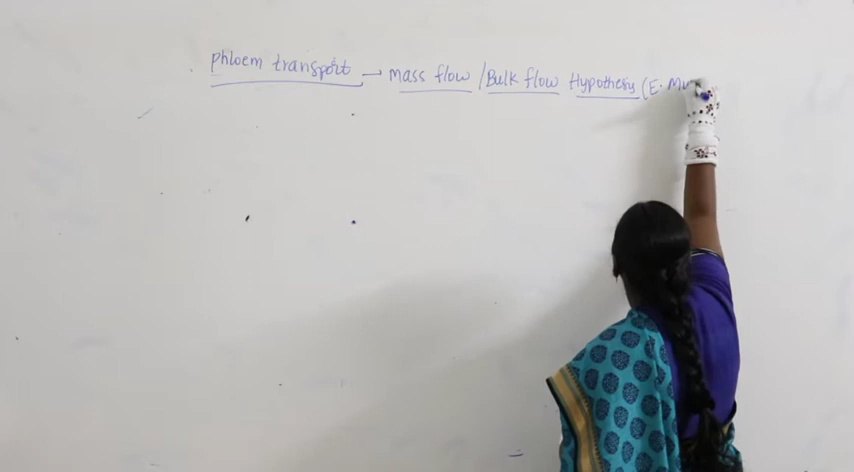 Phloem transport → Mass flow / Bulk flow Hypothesis (E. Mu